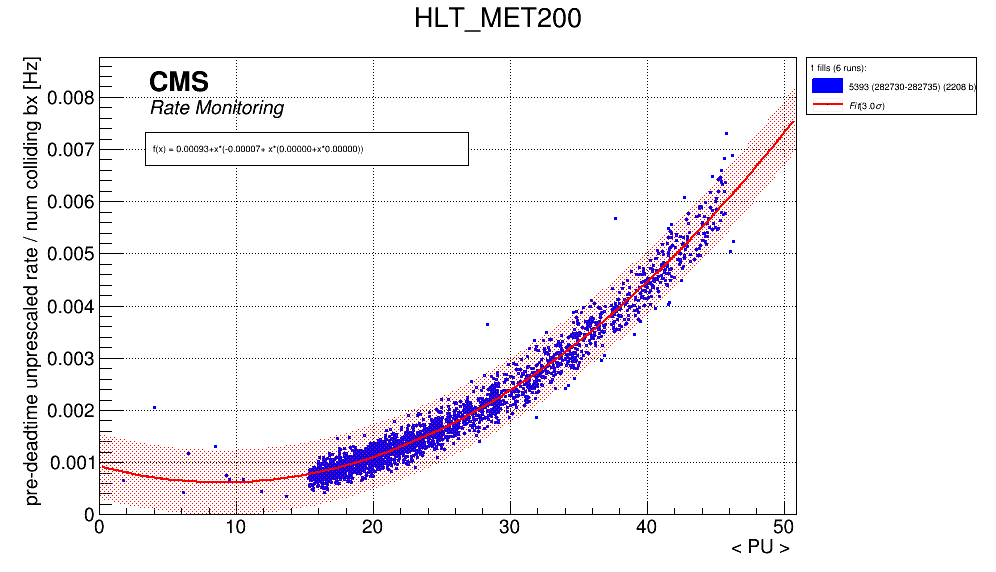 HLT_MET200
pre-deadtime unprescaled rate / num colliding bx [Hz]
CMS
Rate Monitoring
f(x) = 0.00093+x*(-0.00007+ x*(0.00000+x*0.00000))
0.008
0.007
0.006
0.005
0.004
0.003
0.002
0.001
0
0 10 20 30 40 50
< PU >
1 fills (6 runs):
5393 (282730-282735) (2208 b)
Fit(3.0σ)